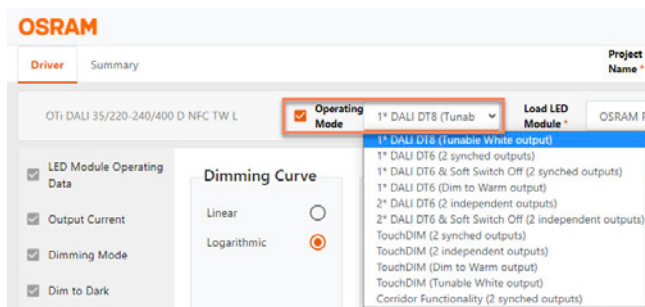 OSRAM
Driver Summary
Project Name *
OTi DALI 35/220-240/400 D NFC TW L
Operating Mode
1* DALI DT8 (Tunab
Load LED Module *
OSRAM
1* DALI DT8 (Tunable White output)
1* DALI DT6 (2 synched outputs)
1* DALI DT6 & Soft Switch Off (2 synched outputs)
1* DALI DT6 (Dim to Warm output)
2* DALI DT6 (2 independent outputs)
2* DALI DT6 & Soft Switch Off (2 independent outputs)
TouchDIM (2 synched outputs)
TouchDIM (2 independent outputs)
TouchDIM (Dim to Warm output)
TouchDIM (Tunable White output)
Corridor Functionality (2 synched outputs)
LED Module Operating
Data
Output Current
Dimming Mode
Dim to Dark
Dimming Curve
Linear
Logarithmic